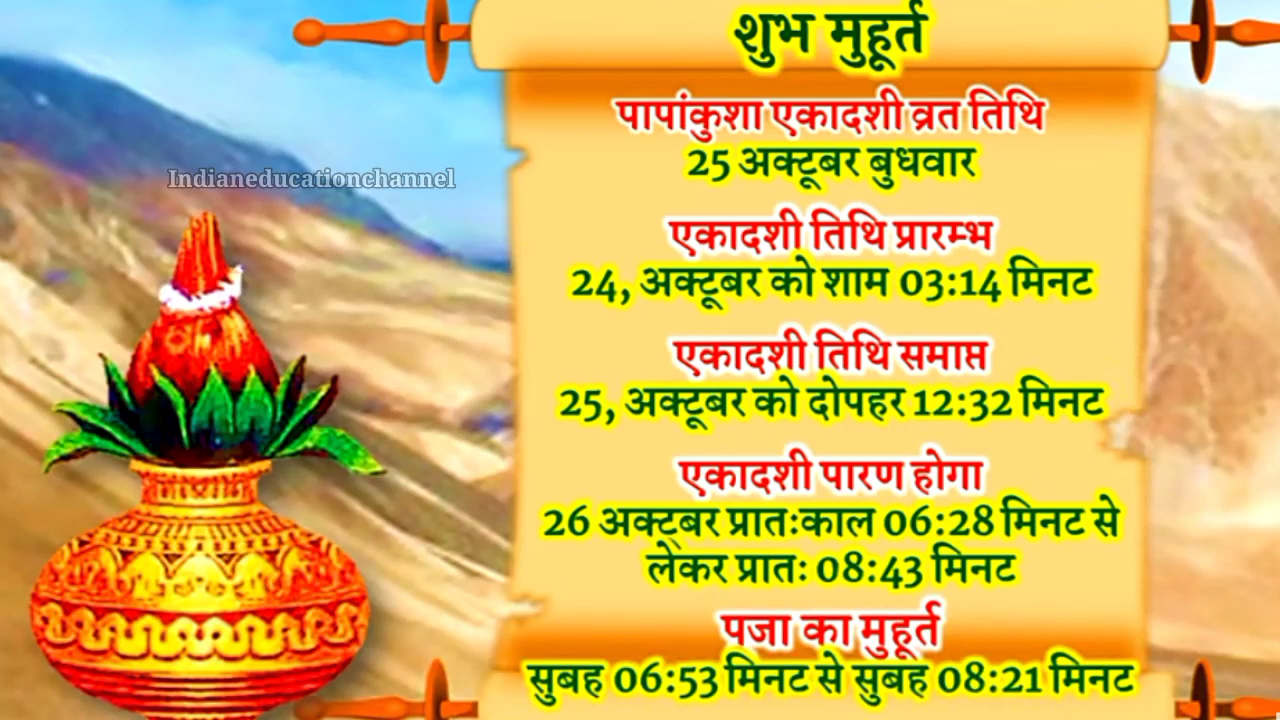 शुभ मुहूर्त
पापांकुशा एकादशी व्रत तिथि
25 अक्टूबर बुधवार
Indianeducationchannel
एकादशी तिथि प्रारम्भ
24, अक्टूबर को शाम 03:14 मिनट
एकादशी तिथि समाप्त
25, अक्टूबर को दोपहर 12:32 मिनट
एकादशी पारण होगा
26 अक्ट्बर प्रातःकाल 06:28 मिनट से
लेकर प्रातः 08:43 मिनट
पजा का मुहूर्त
सुबह 06:53 मिनट से सुबह 08:21 मिनट